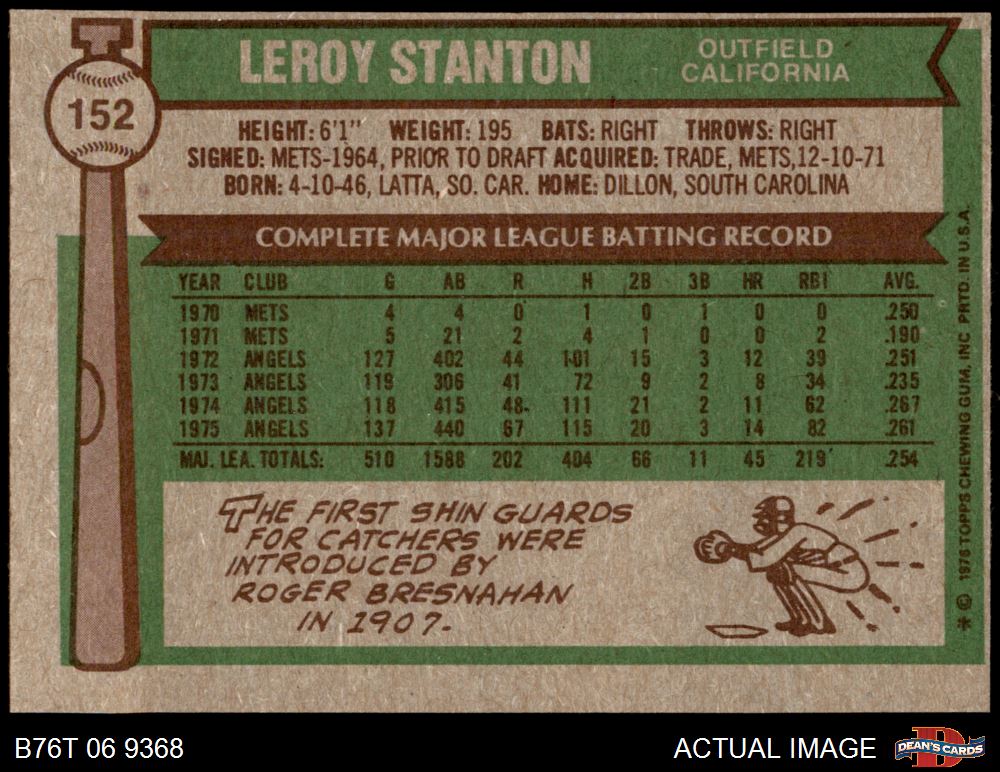 152
LEROY STANTON
OUTFIELD
CALIFORNIA
HEIGHT: 6'1" WEIGHT: 195 BATS: RIGHT THROWS: RIGHT
SIGNED: METS-1964, PRIOR TO DRAFT ACQUIRED: TRADE, METS,12-10-71
BORN: 4-10-46, LATTA, SO. CAR. HOME: DILLON, SOUTH CAROLINA
COMPLETE MAJOR LEAGUE BATTING RECORD
YEAR CLUB G AB R H 2B 3B HR RBI AVG.
1970 METS 4 4 0 1 0 1 0 0 .250
1971 METS 5 21 2 4 1 0 0 2 .190
1972 ANGELS 127 402 44 101 15 3 12 39 .251
1973 ANGELS 119 306 41 72 9 2 8 34 .235
1974 ANGELS 118 415 48 111 21 2 11 62 .267
1975 ANGELS 137 440 67 115 20 3 14 82 .261
MAJ. LEA. TOTALS: 510 1588 202 404 66 11 45 219 .254
THE FIRST SHIN GUARDS
FOR CATCHERS WERE
INTRODUCED BY
ROGER BRESNAHAN
IN 1907.
* © 1976 TOPPS CHEWING GUM, INC PRTD. IN U.S.A.
B76T 06 9368
ACTUAL IMAGE
DEAN'S CARDS